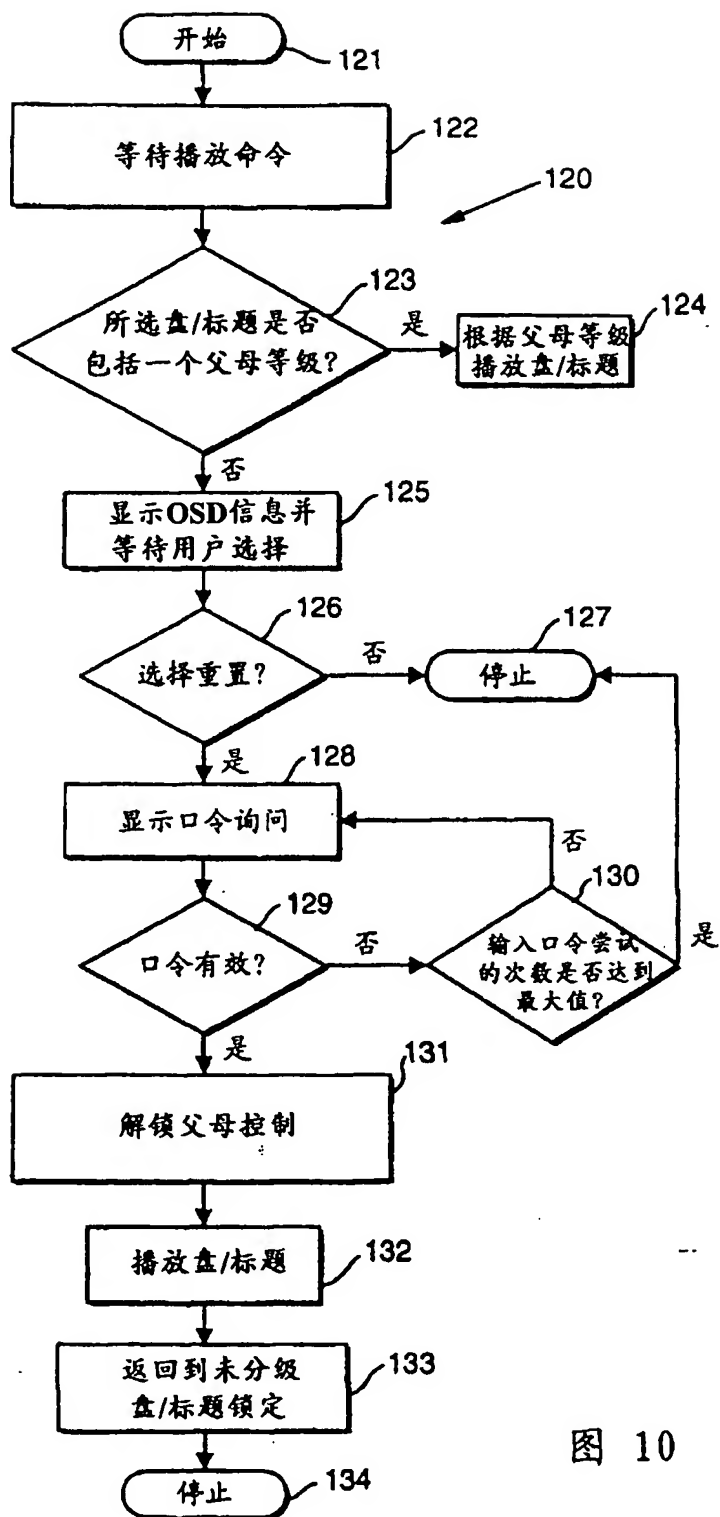 开始
121
等待播放命令
122
120
所选盘/标题是否
包括一个父母等级?
123
是
根据父母等级
播放盘/标题
124
否
显示OSD信息并
等待用户选择
125
选择重置?
126
否
停止
127
是
显示口令询问
128
否
口令有效?
129
否
输入口令尝试
的次数是否达到
最大值?
130
是
是
解锁父母控制
131
播放盘/标题
132
返回到未分级
盘/标题锁定
133
停止
134
图 10